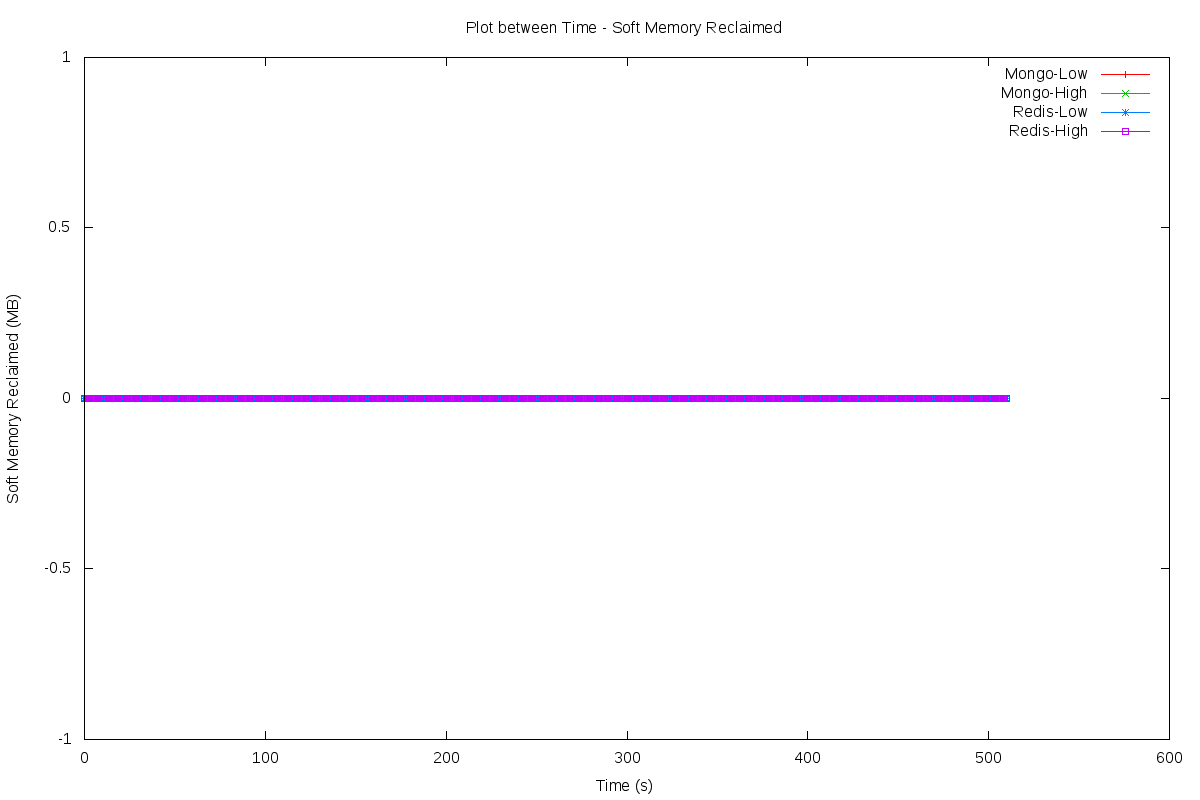 Plot between Time - Soft Memory Reclaimed
Mongo-Low
Mongo-High
Redis-Low
Redis-High
1
0.5
0
-0.5
-1
Soft Memory Reclaimed (MB)
0 100 200 300 400 500 600
Time (s)